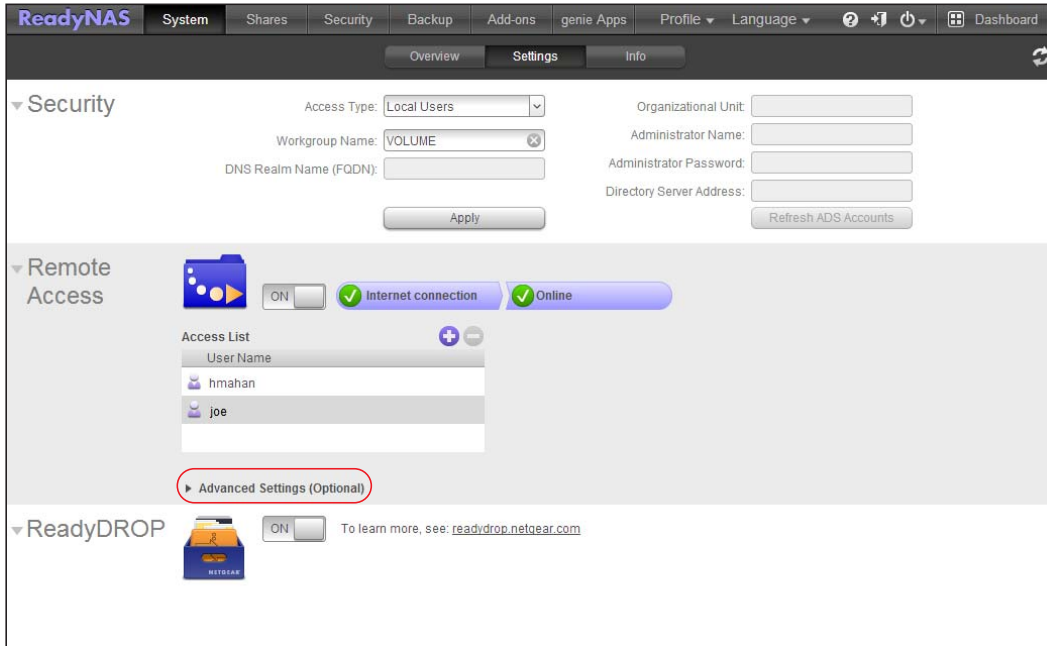 ReadyNAS System Shares Security Backup Add-ons genie Apps Profile Language Dashboard
Overview Settings Info
Security
Access Type: Local Users
Workgroup Name: VOLUME
DNS Realm Name (FQDN):
Apply
Organizational Unit:
Administrator Name:
Administrator Password:
Directory Server Address:
Refresh ADS Accounts
Remote
Access
ON Internet connection Online
Access List
User Name
hmahan
joe
Advanced Settings (Optional)
ReadyDROP
NETGEAR
ON To learn more, see: readydrop.netgear.com